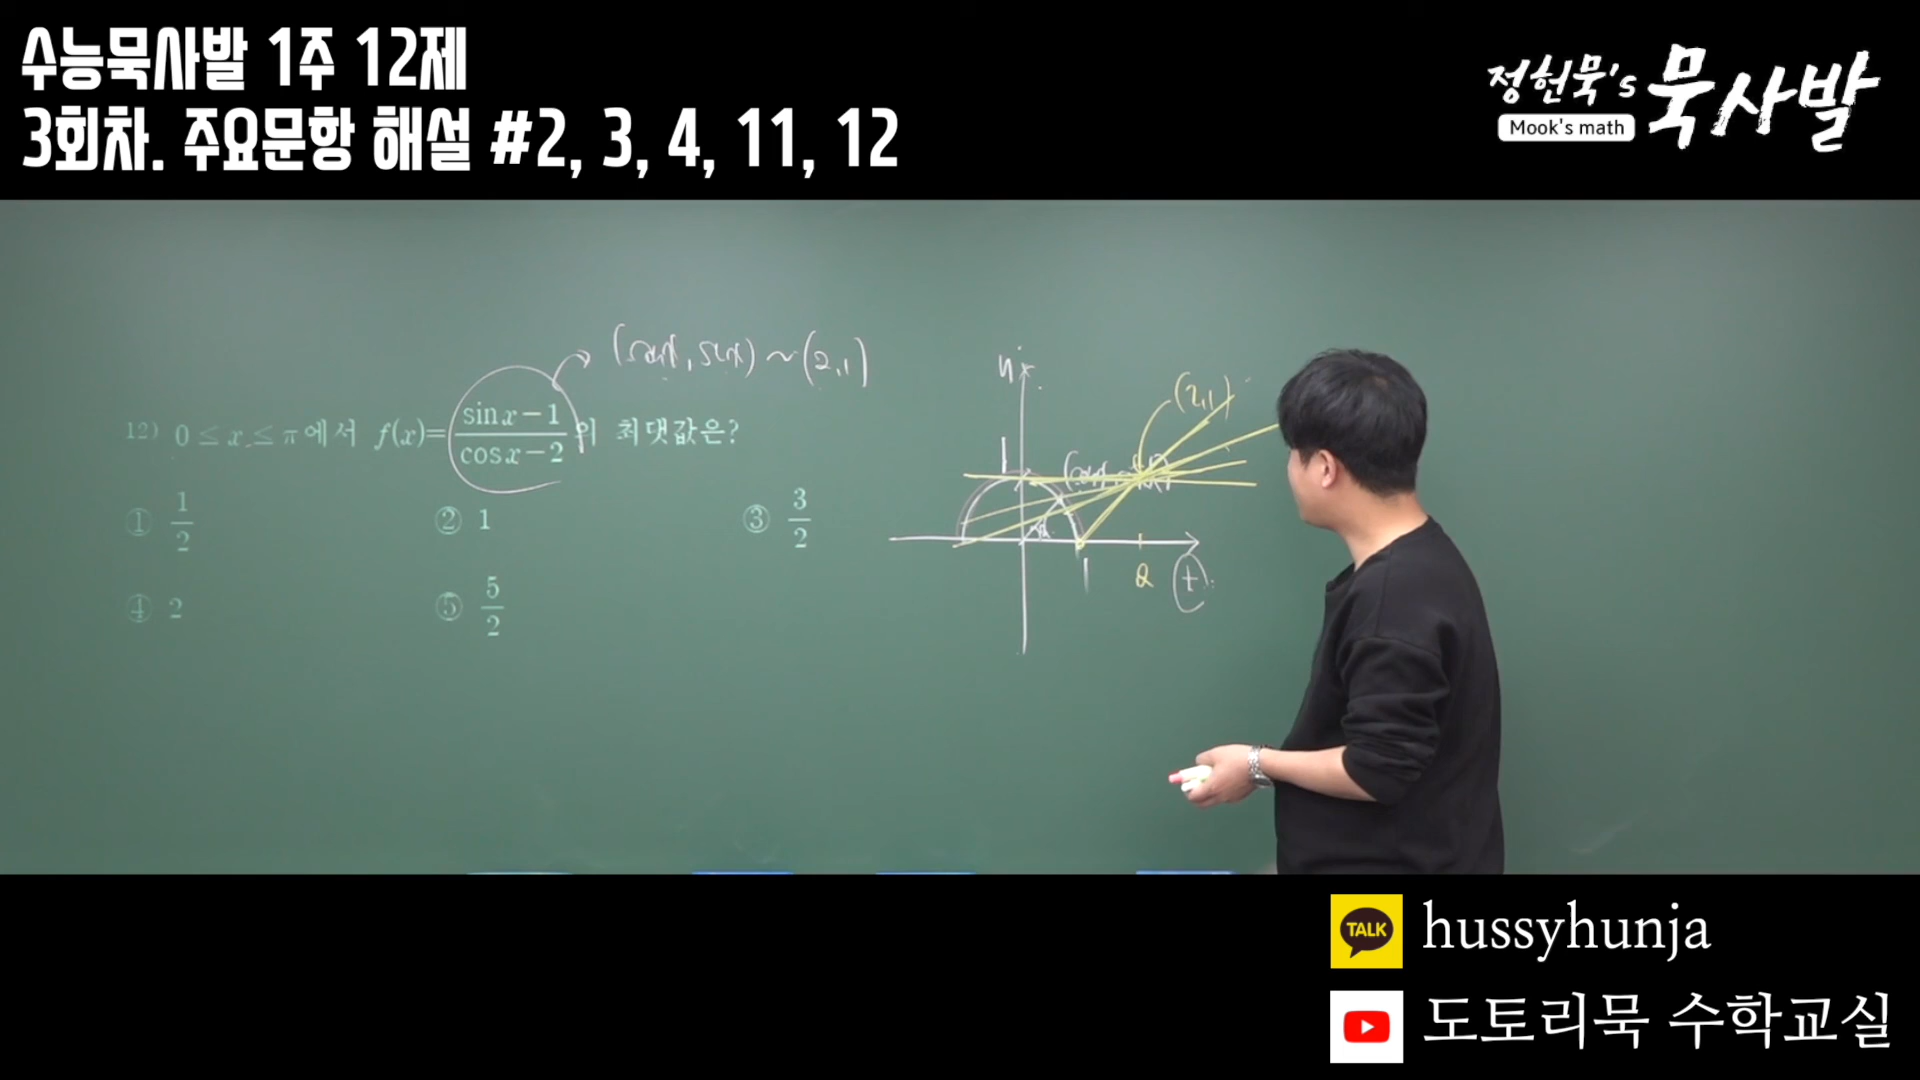 수능묵사발 1주 12제
3회차. 주요문항 해설 #2, 3, 4, 11, 12
정헌묵's 묵사발
Mook's math
(cosx, sinx) ~ (2,1)
12) 0 ≤ x ≤ π에서 f(x)= (sin x − 1)/(cos x − 2) 의 최댓값은?
① 1/2 ② 1 ③ 3/2
④ 2 ⑤ 5/2
y
(2,1)
1
1 2 t
TALK hussyhunja
도토리묵 수학교실